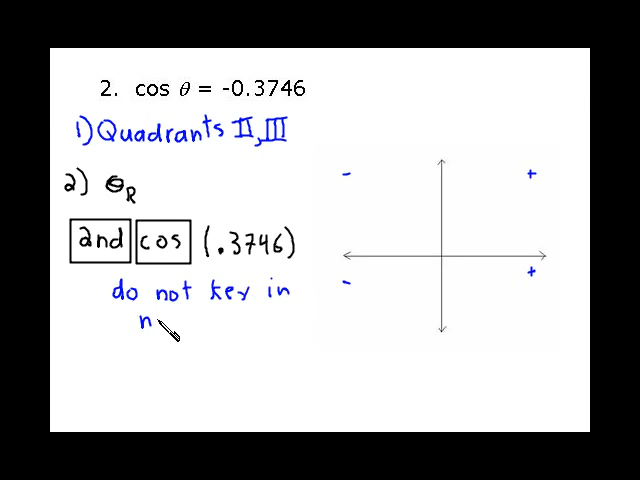 2. cos θ = -0.3746
1) Quadrants II, III
2) θR
2nd cos (.3746)
do not key in
n
- +
- +